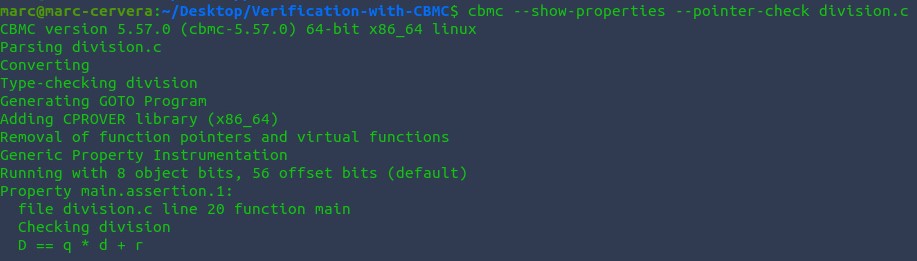 marc@marc-cervera:~/Desktop/Verification-with-CBMC$ cbmc --show-properties --pointer-check division.c
CBMC version 5.57.0 (cbmc-5.57.0) 64-bit x86_64 linux
Parsing division.c
Converting
Type-checking division
Generating GOTO Program
Adding CPROVER library (x86_64)
Removal of function pointers and virtual functions
Generic Property Instrumentation
Running with 8 object bits, 56 offset bits (default)
Property main.assertion.1:
  file division.c line 20 function main
  Checking division
  D == q * d + r